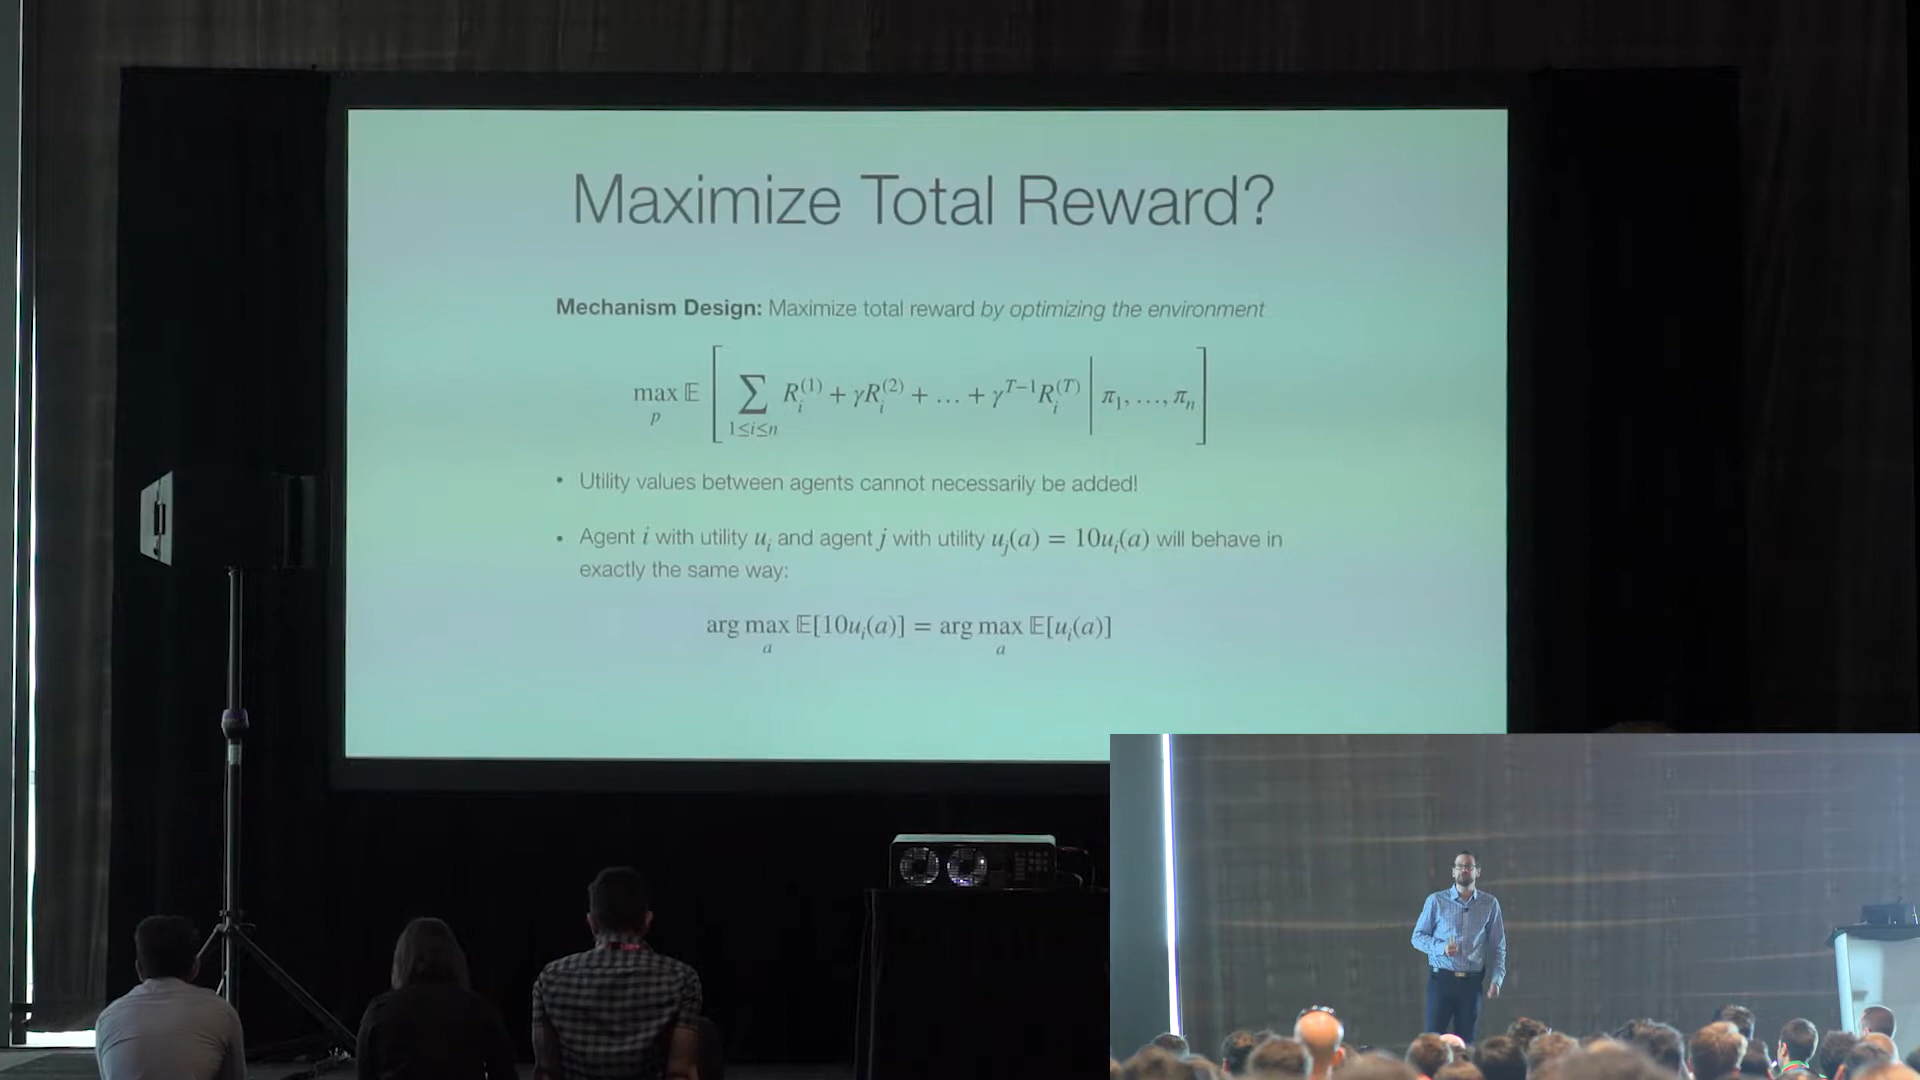 Maximize Total Reward?
Mechanism Design: Maximize total reward by optimizing the environment
max_p 𝔼 [ ∑_{1≤i≤n} R_i^{(1)} + γR_i^{(2)} + … + γ^{T−1}R_i^{(T)} | π_1, …, π_n ]
• Utility values between agents cannot necessarily be added!
• Agent i with utility u_i and agent j with utility u_j(a) = 10u_i(a) will behave in
exactly the same way:
arg max_a 𝔼[10u_i(a)] = arg max_a 𝔼[u_i(a)]